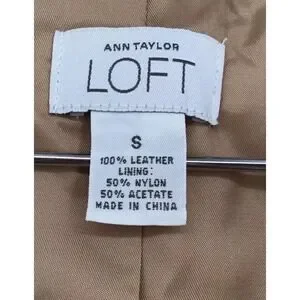 ANN TAYLOR
LOFT
S
100% LEATHER
LINING:
50% NYLON
50% ACETATE
MADE IN CHINA